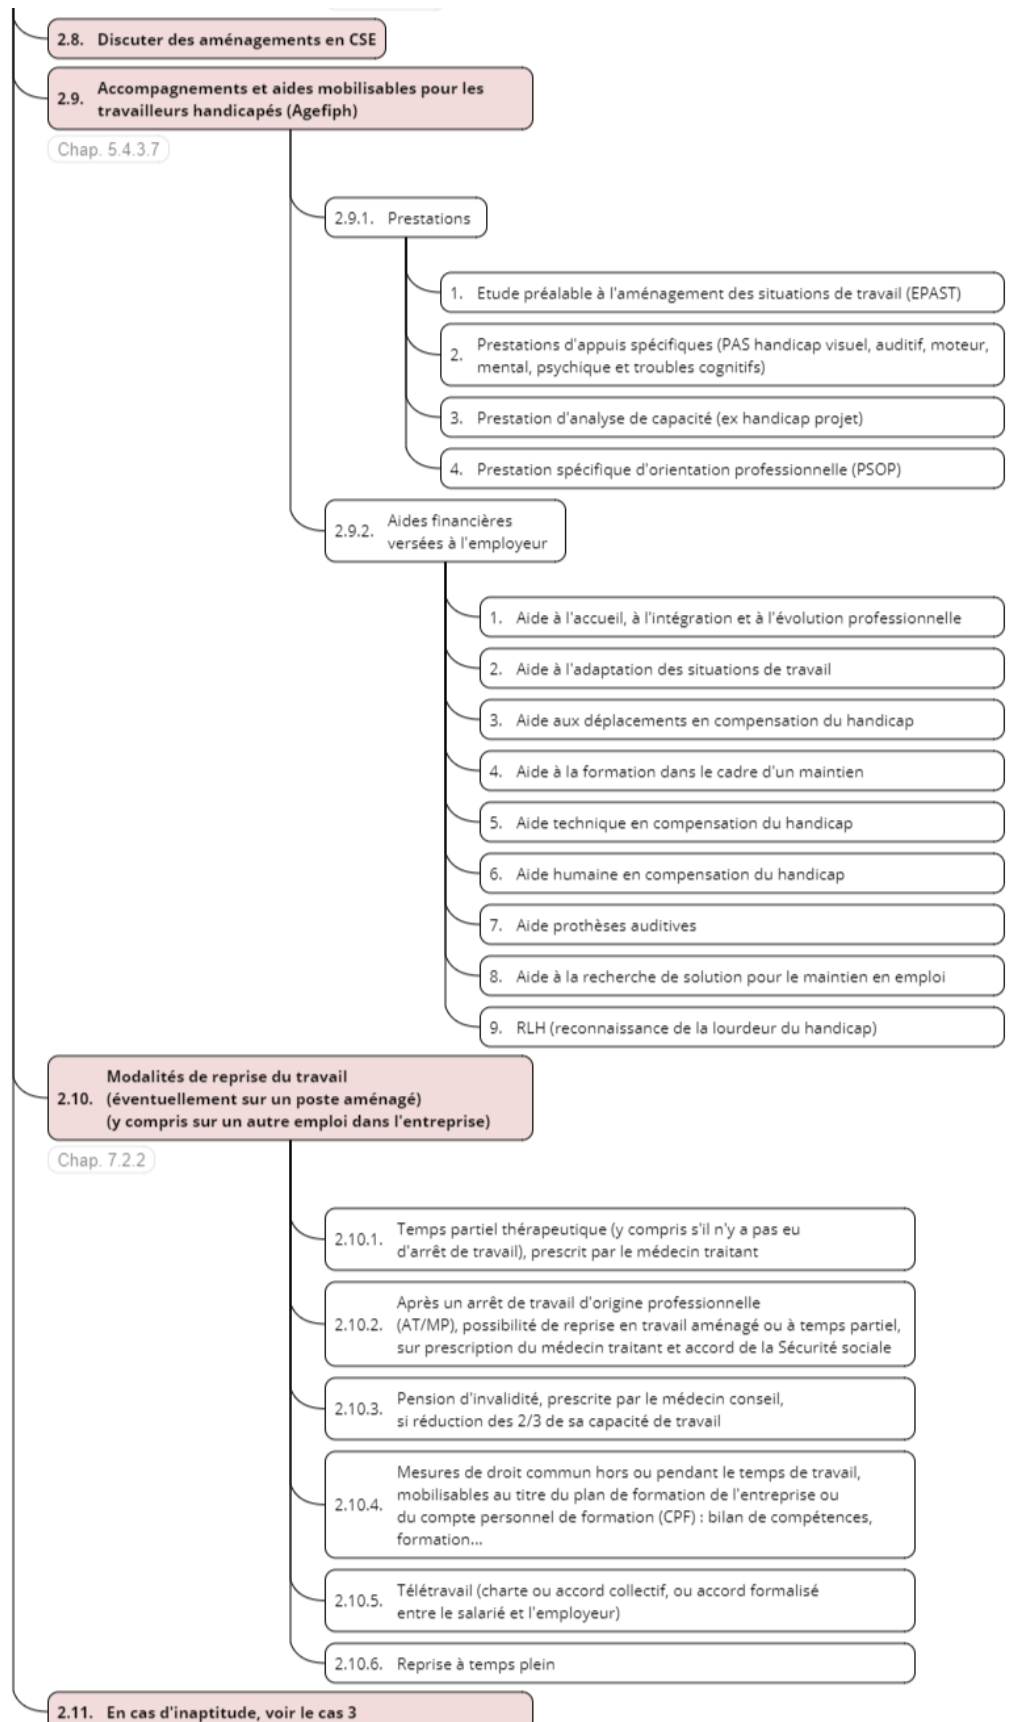 2.8. Discuter des aménagements en CSE
2.9. Accompagnements et aides mobilisables pour les
travailleurs handicapés (Agefiph)
Chap. 5.4.3.7
2.9.1. Prestations
1. Etude préalable à l'aménagement des situations de travail (EPAST)
2. Prestations d'appuis spécifiques (PAS handicap visuel, auditif, moteur,
mental, psychique et troubles cognitifs)
3. Prestation d'analyse de capacité (ex handicap projet)
4. Prestation spécifique d'orientation professionnelle (PSOP)
2.9.2. Aides financières
versées à l'employeur
1. Aide à l'accueil, à l'intégration et à l'évolution professionnelle
2. Aide à l'adaptation des situations de travail
3. Aide aux déplacements en compensation du handicap
4. Aide à la formation dans le cadre d'un maintien
5. Aide technique en compensation du handicap
6. Aide humaine en compensation du handicap
7. Aide prothèses auditives
8. Aide à la recherche de solution pour le maintien en emploi
9. RLH (reconnaissance de la lourdeur du handicap)
2.10. Modalités de reprise du travail
(éventuellement sur un poste aménagé)
(y compris sur un autre emploi dans l'entreprise)
Chap. 7.2.2
2.10.1. Temps partiel thérapeutique (y compris s'il n'y a pas eu
d'arrêt de travail), prescrit par le médecin traitant
2.10.2. Après un arrêt de travail d'origine professionnelle
(AT/MP), possibilité de reprise en travail aménagé ou à temps partiel,
sur prescription du médecin traitant et accord de la Sécurité sociale
2.10.3. Pension d'invalidité, prescrite par le médecin conseil,
si réduction des 2/3 de sa capacité de travail
2.10.4. Mesures de droit commun hors ou pendant le temps de travail,
mobilisables au titre du plan de formation de l'entreprise ou
du compte personnel de formation (CPF) : bilan de compétences,
formation...
2.10.5. Télétravail (charte ou accord collectif, ou accord formalisé
entre le salarié et l'employeur)
2.10.6. Reprise à temps plein
2.11. En cas d'inaptitude, voir le cas 3